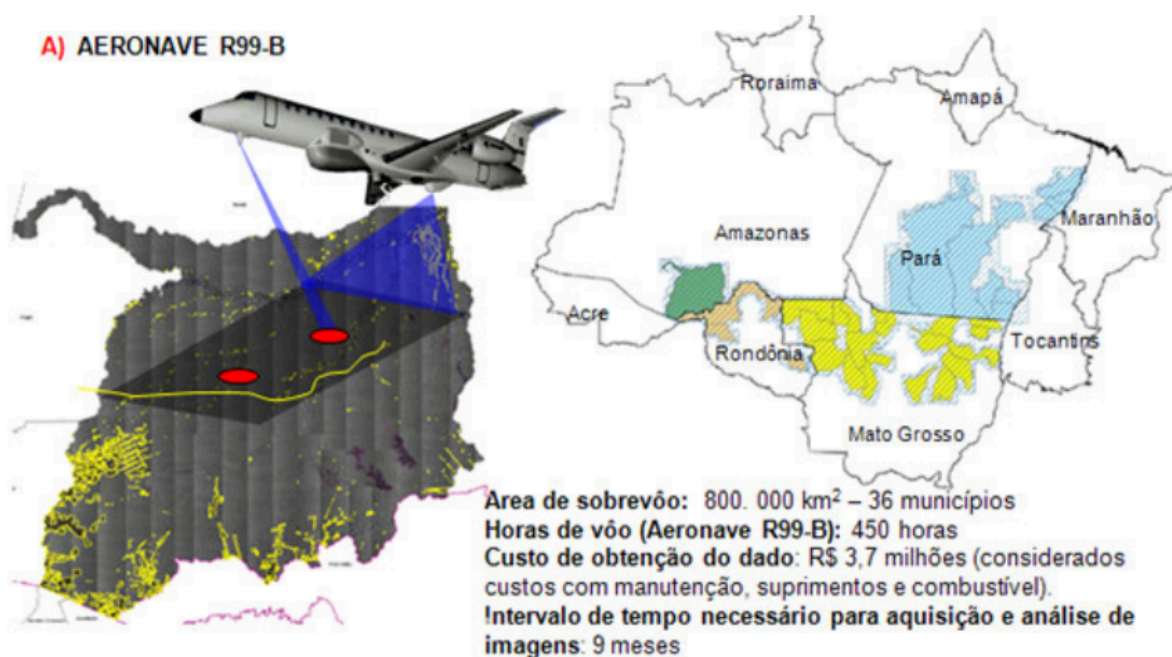 A) AERONAVE R99-B
Roraima
Amapá
Amazonas
Pará
Maranhão
Acre
Rondônia
Tocantins
Mato Grosso
Area de sobrevôo: 800. 000 km² – 36 municípios
Horas de vôo (Aeronave R99-B): 450 horas
Custo de obtenção do dado: R$ 3,7 milhões (considerados
custos com manutenção, suprimentos e combustível).
Intervalo de tempo necessário para aquisição e análise de
imagens: 9 meses